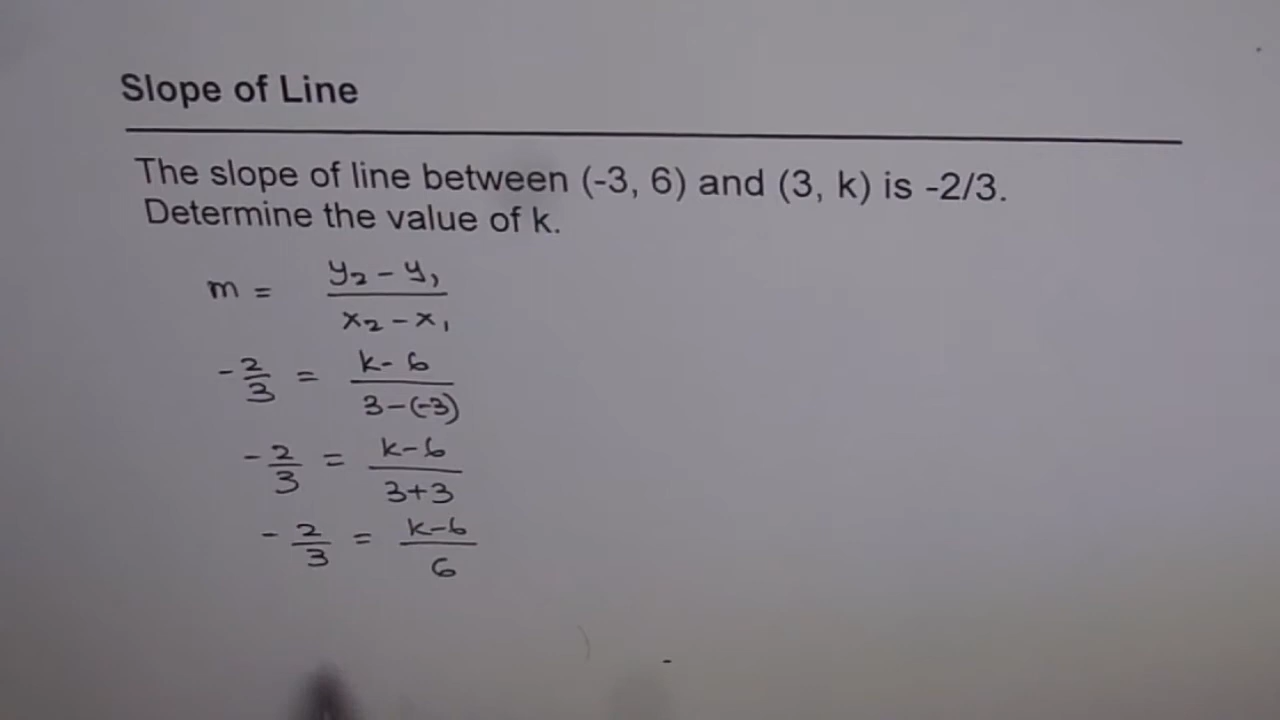 Slope of Line
The slope of line between (-3, 6) and (3, k) is -2/3.
Determine the value of k.
m = (y₂ - y₁)/(x₂ - x₁)
-2/3 = (k-6)/(3-(-3))
-2/3 = (k-6)/(3+3)
-2/3 = (k-6)/6